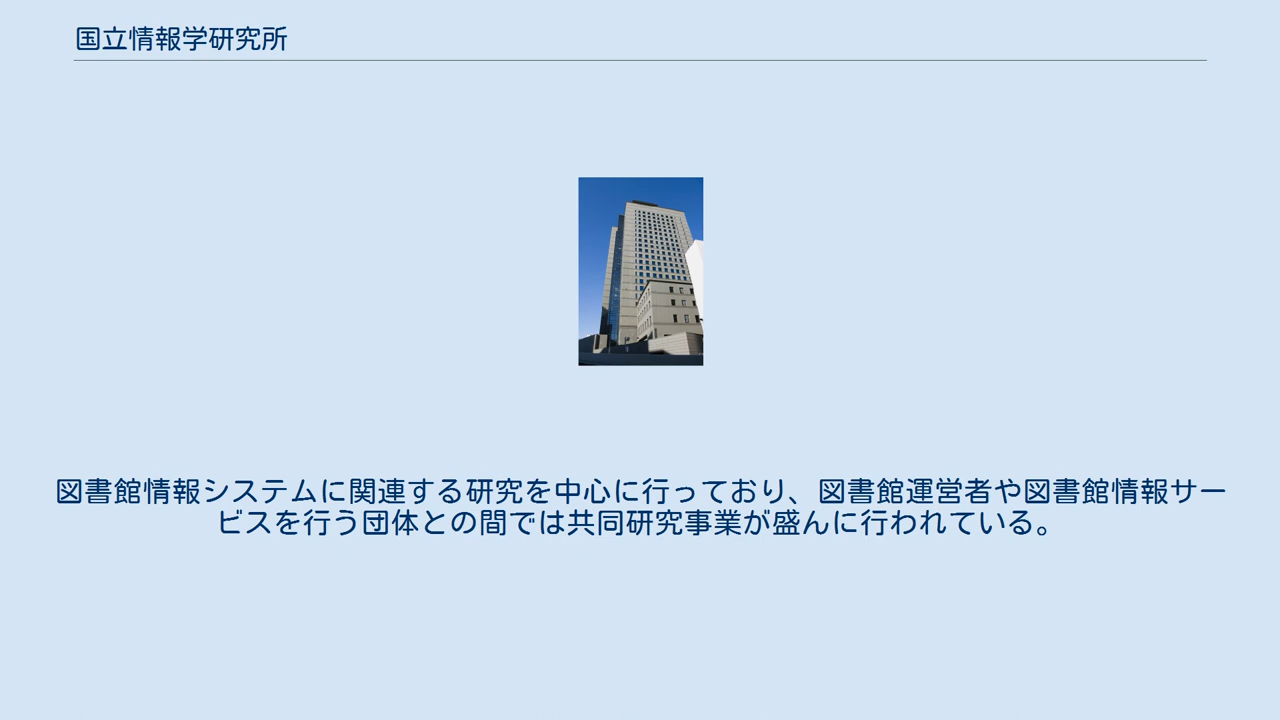 国立情報学研究所
図書館情報システムに関連する研究を中心に行っており、図書館運営者や図書館情報サー
ビスを行う団体との間では共同研究事業が盛んに行われている。